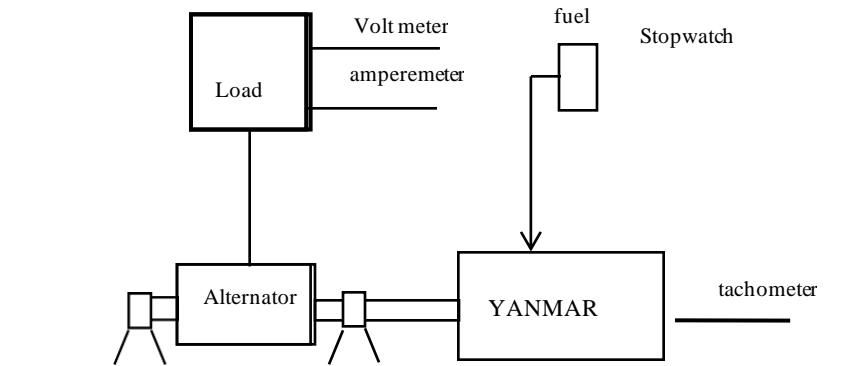 fuel
Volt meter
Stopwatch
amperemeter
Load
tachometer
Alternator
YANMAR